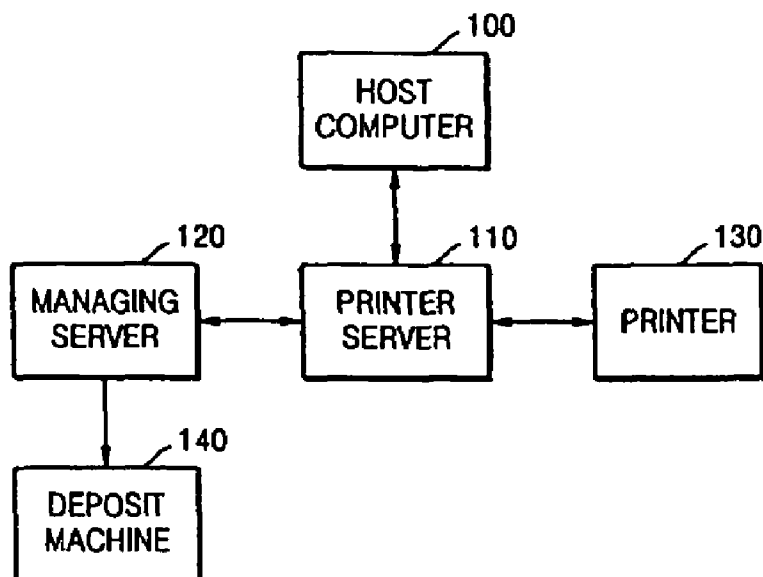 100
HOST
COMPUTER
120
MANAGING
SERVER
110
PRINTER
SERVER
130
PRINTER
140
DEPOSIT
MACHINE